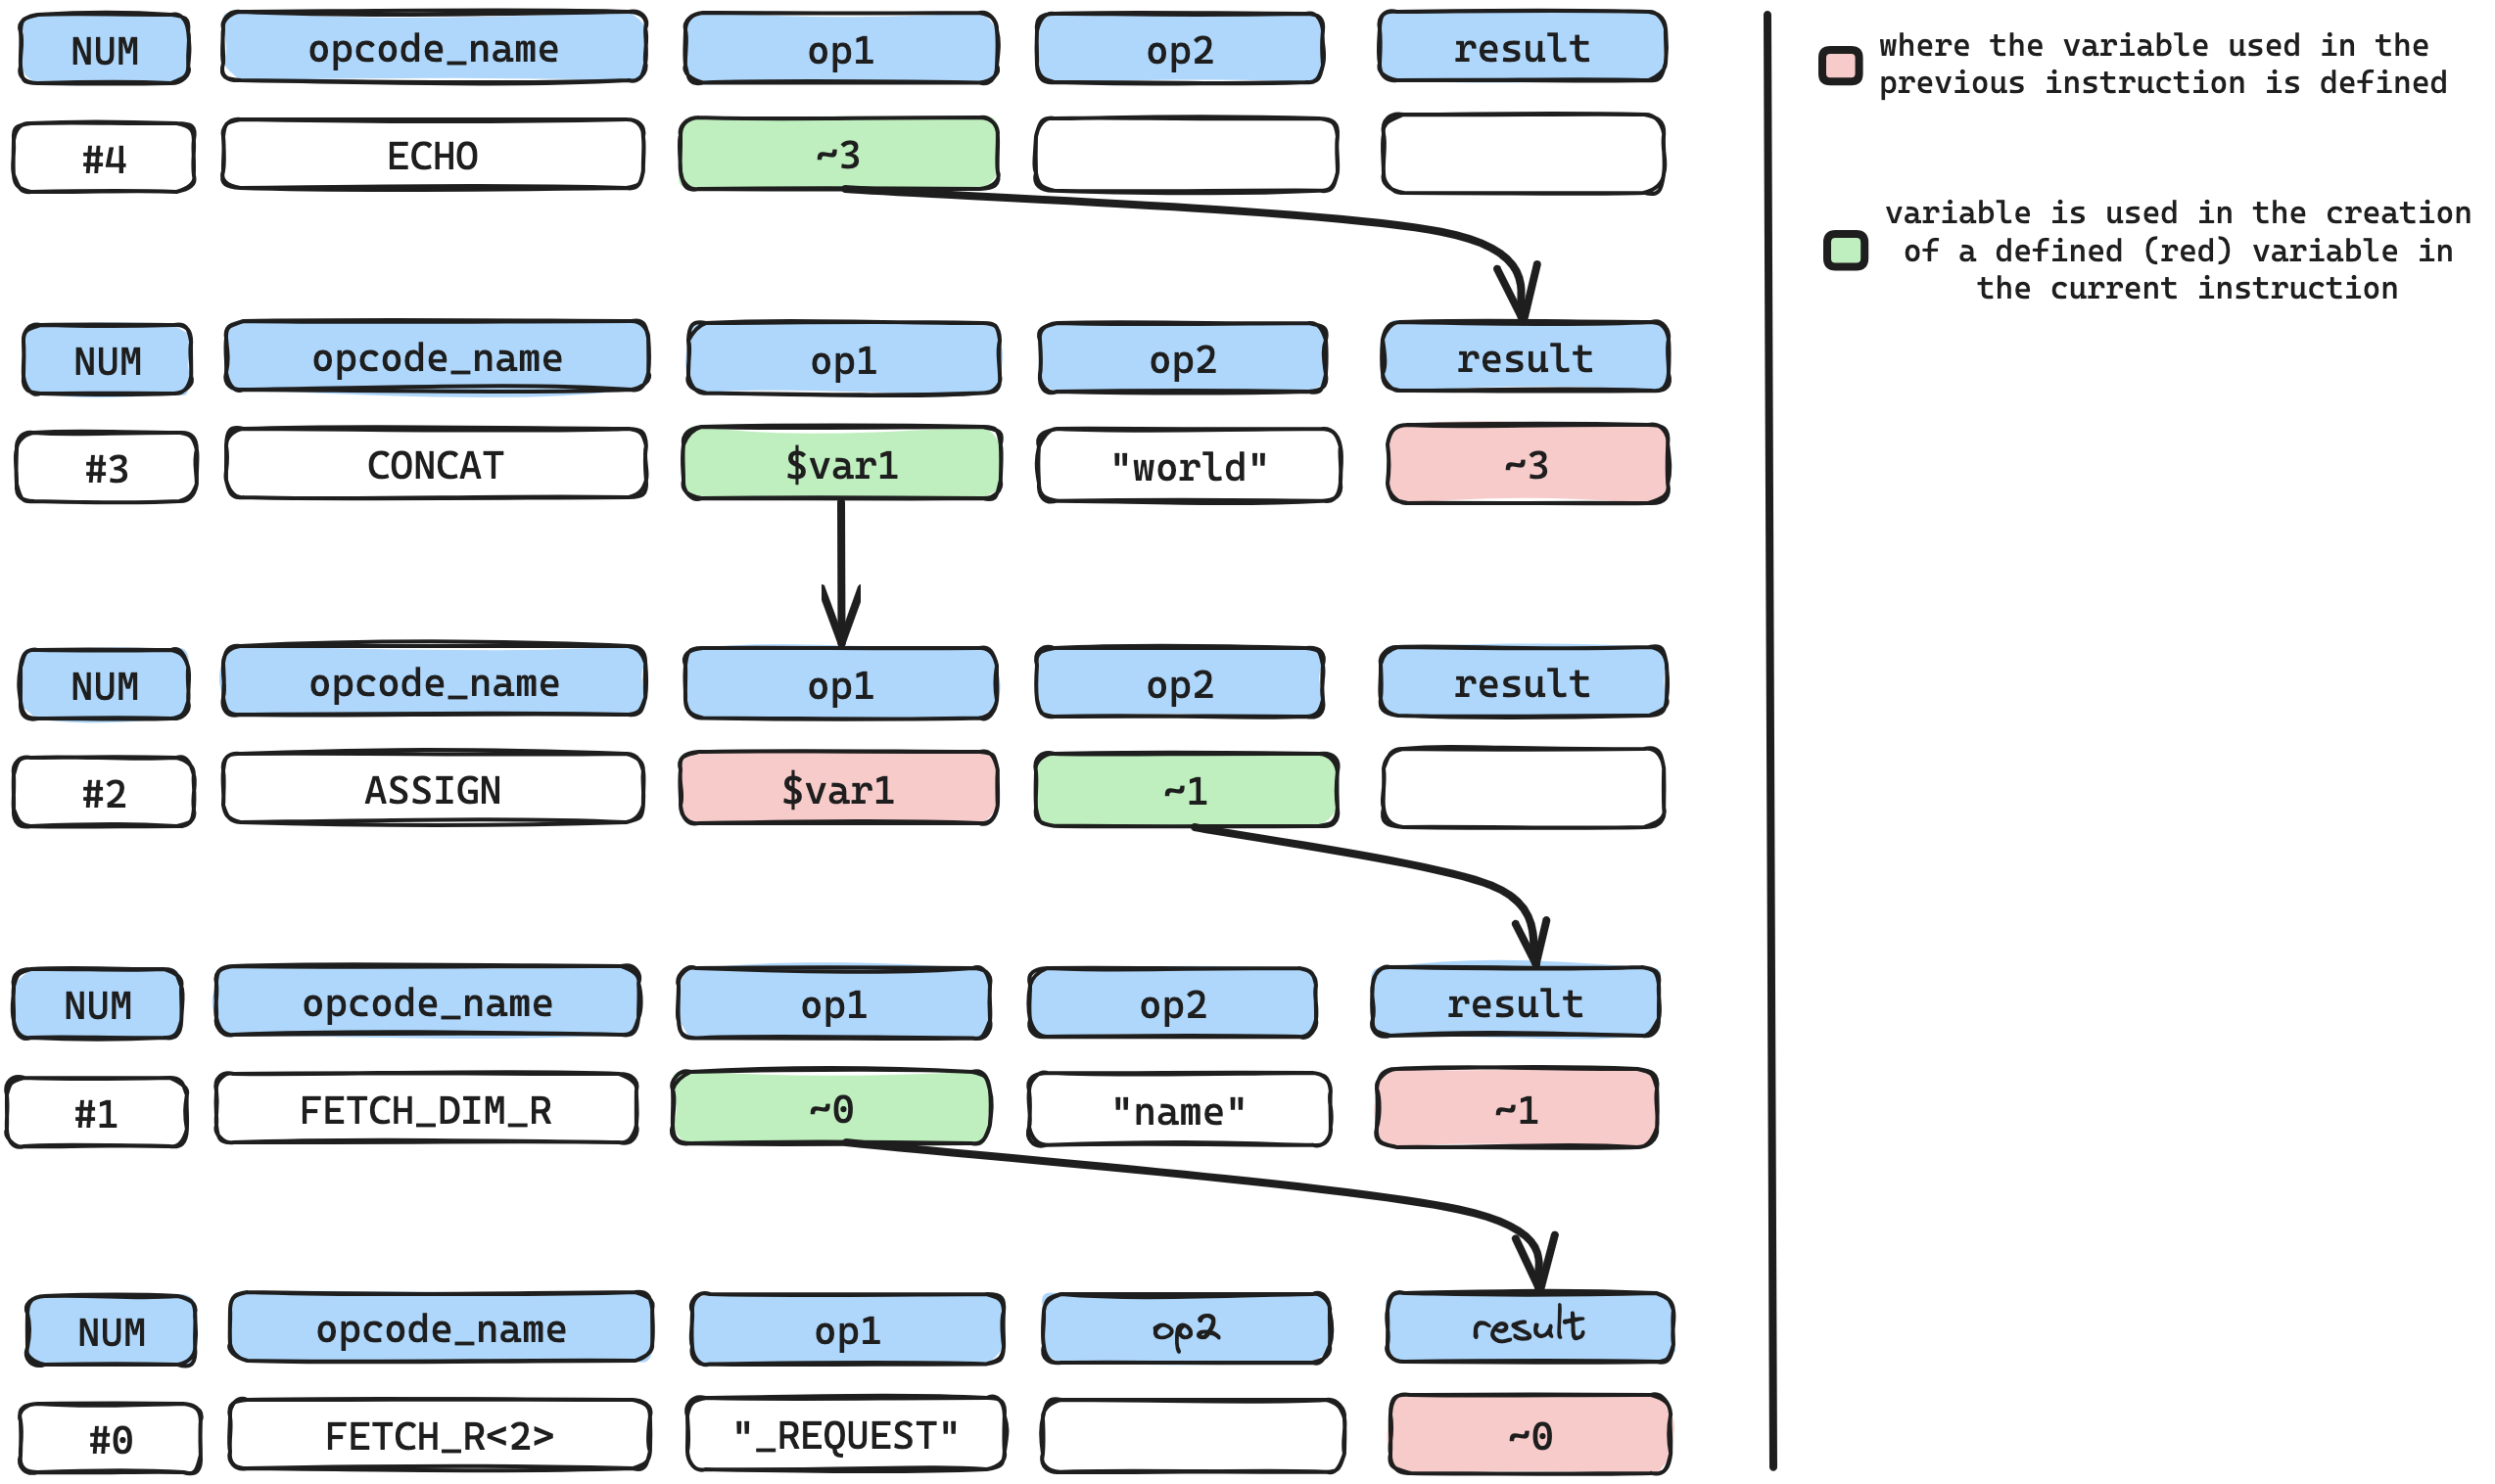 NUM opcode_name op1 op2 result
#4 ECHO ~3
NUM opcode_name op1 op2 result
#3 CONCAT $var1 "world" ~3
NUM opcode_name op1 op2 result
#2 ASSIGN $var1 ~1
NUM opcode_name op1 op2 result
#1 FETCH_DIM_R ~0 "name" ~1
NUM opcode_name op1 op2 result
#0 FETCH_R<2> "_REQUEST" ~0
where the variable used in the
previous instruction is defined
variable is used in the creation
of a defined (red) variable in
the current instruction